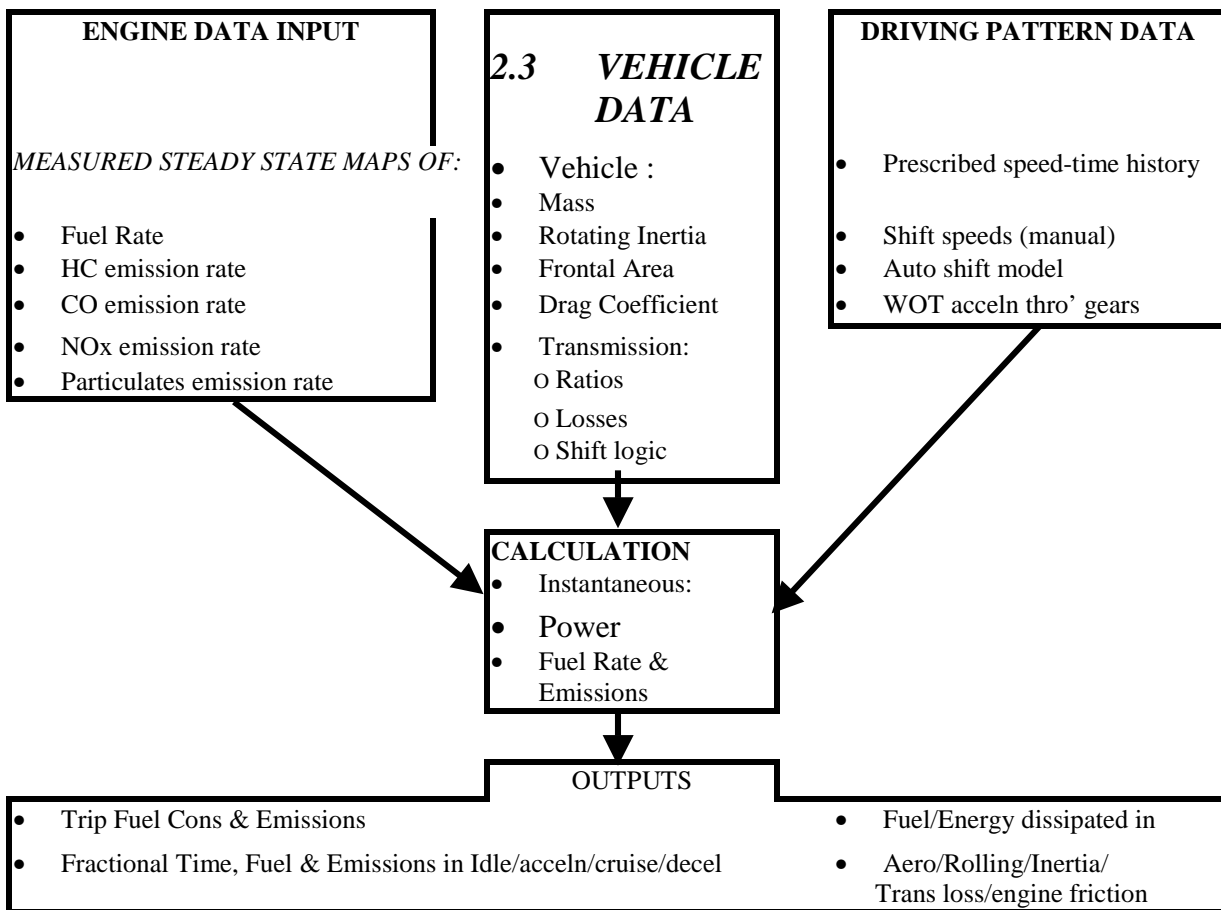 ENGINE DATA INPUT
MEASURED STEADY STATE MAPS OF:
• Fuel Rate
• HC emission rate
• CO emission rate
• NOx emission rate
• Particulates emission rate
2.3 VEHICLE
DATA
• Vehicle :
• Mass
• Rotating Inertia
• Frontal Area
• Drag Coefficient
• Transmission:
o Ratios
o Losses
o Shift logic
DRIVING PATTERN DATA
• Prescribed speed-time history
• Shift speeds (manual)
• Auto shift model
• WOT acceln thro’ gears
CALCULATION
• Instantaneous:
• Power
• Fuel Rate &
Emissions
OUTPUTS
• Trip Fuel Cons & Emissions
• Fractional Time, Fuel & Emissions in Idle/acceln/cruise/decel
• Fuel/Energy dissipated in
• Aero/Rolling/Inertia/
Trans loss/engine friction